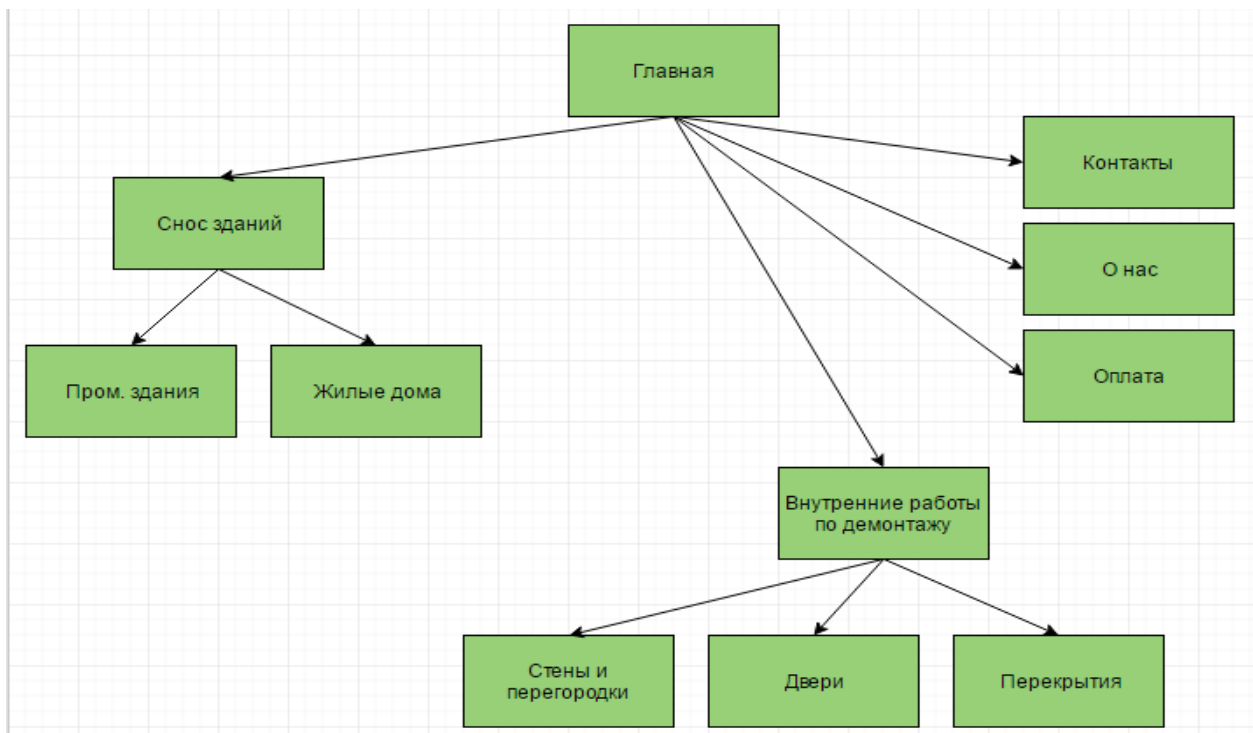 Главная
Контакты
Снос зданий
О нас
Оплата
Пром. здания
Жилые дома
Внутренние работы
по демонтажу
Стены и
перегородки
Двери
Перекрытия